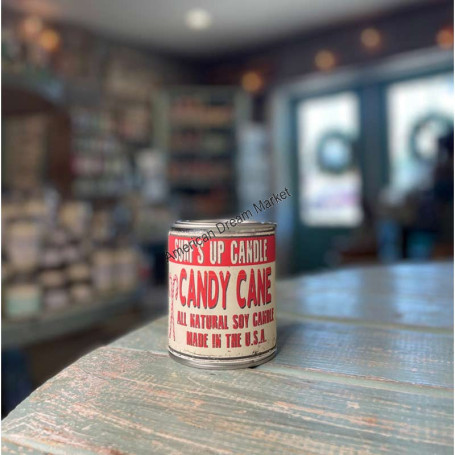 SURF'S UP CANDLE
CANDY CANE
ALL NATURAL SOY CANDLE
MADE IN THE U.S.A.
American Dream Market